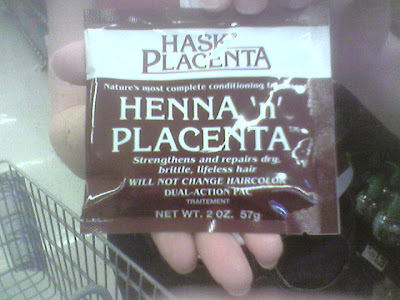 HASK
PLACENTA
Nature's most complete conditioning
HENNA 'n'
PLACENTA
Strengthens and repairs dry,
brittle, lifeless hair
WILL NOT CHANGE HAIRCOLOR
DUAL-ACTION PAC
TRAITEMENT
NET WT. 2 OZ. 57g